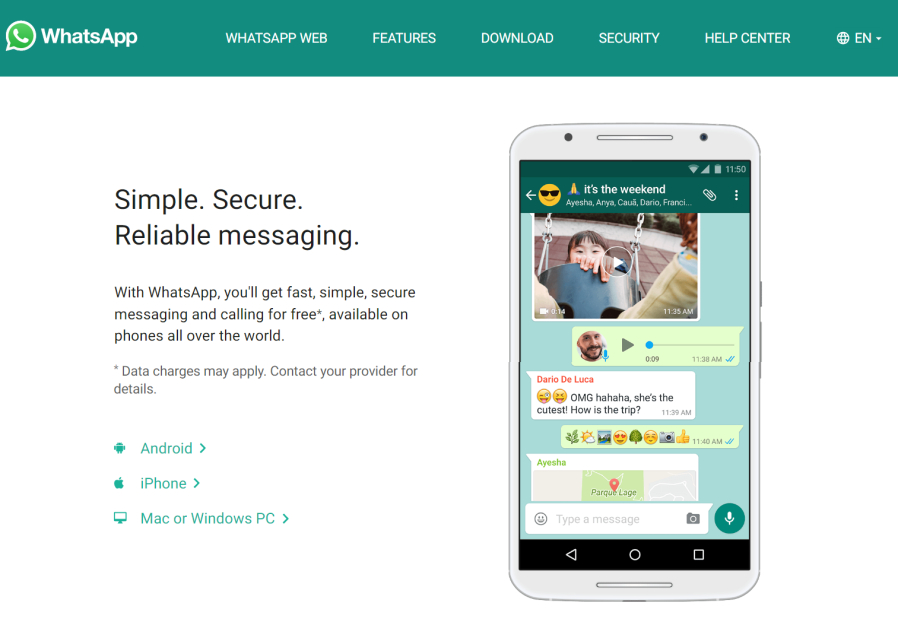 WhatsApp
WHATSAPP WEB
FEATURES
DOWNLOAD
SECURITY
HELP CENTER
EN
Simple. Secure.
Reliable messaging.
With WhatsApp, you'll get fast, simple, secure
messaging and calling for free*, available on
phones all over the world.
* Data charges may apply. Contact your provider for
details.
Android
iPhone
Mac or Windows PC
11:50
🙏 it's the weekend
Ayesha, Anya, Cauã, Dario, Franci...
0:14
11:35 AM
0:09
11:38 AM
Dario De Luca
OMG hahaha, she's the
cutest! How is the trip?
11:39 AM
11:40 AM
Ayesha
Parque Lage
Type a message